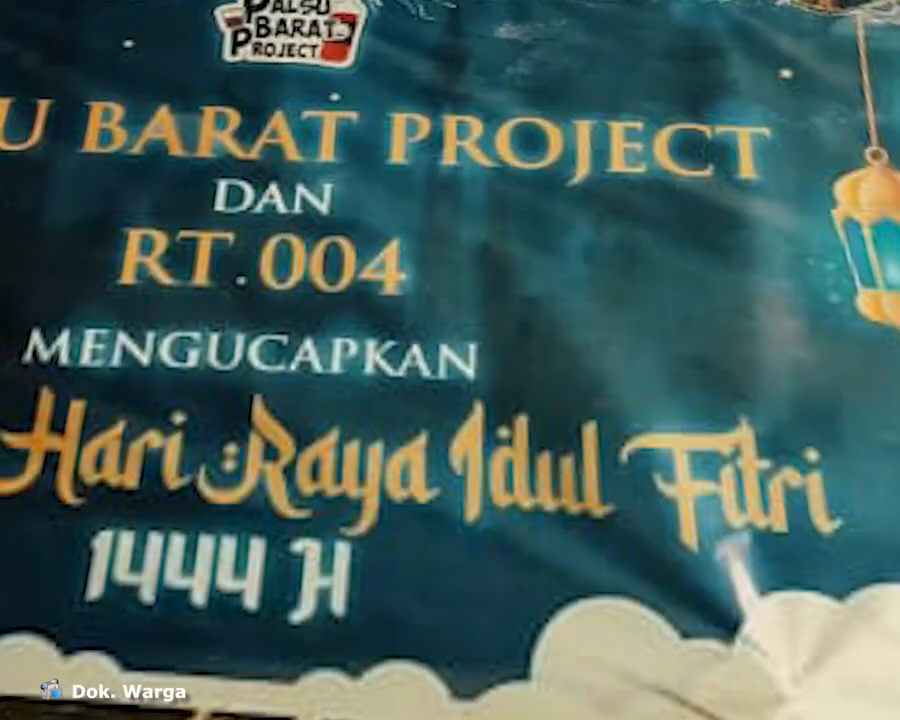 PALSU
BARAT
PROJECT
U BARAT PROJECT
DAN
RT.004
MENGUCAPKAN
Hari Raya Idul Fitri
1444 H
Dok. Warga